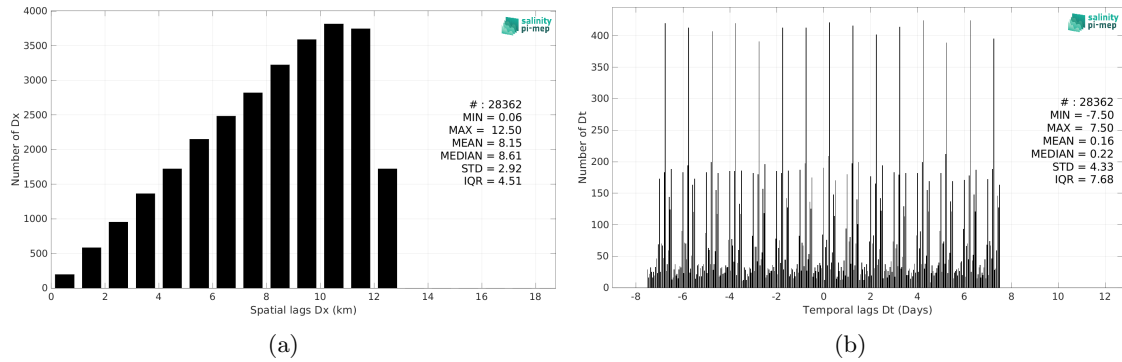 4000
3500
3000
2500
2000
1500
1000
500
0
Number of Dx
salinity
pi-mep
# : 28362
MIN = 0.06
MAX = 12.50
MEAN = 8.15
MEDIAN = 8.61
STD = 2.92
IQR = 4.51
0 2 4 6 8 10 12 14 16 18
Spatial lags Dx (km)
(a)
400
350
300
250
200
150
100
50
0
Number of Dt
salinity
pi-mep
# : 28362
MIN = -7.50
MAX = 7.50
MEAN = 0.16
MEDIAN = 0.22
STD = 4.33
IQR = 7.68
-8 -6 -4 -2 0 2 4 6 8 10 12
Temporal lags Dt (Days)
(b)